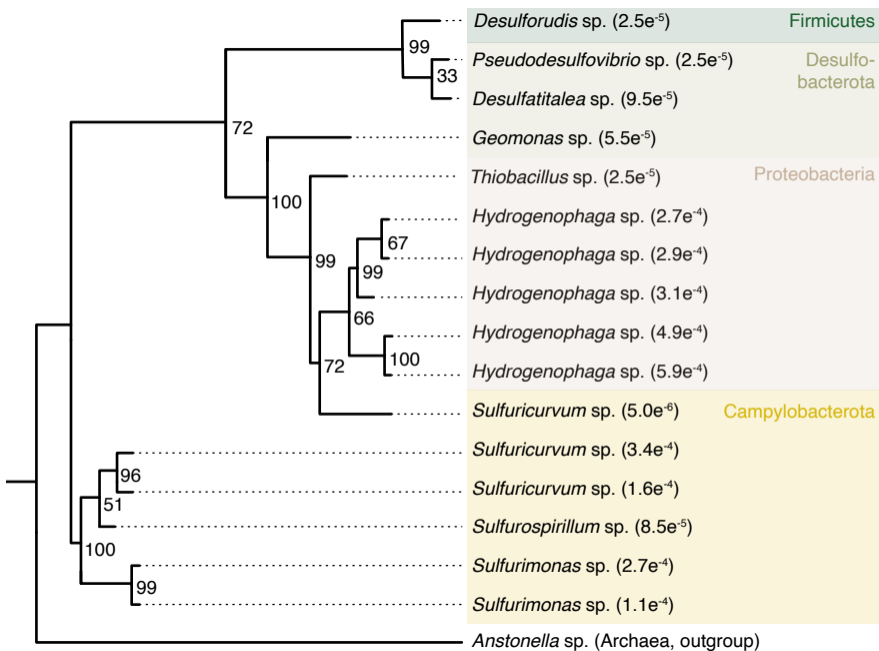 Desulforudis sp. (2.5e-5) Firmicutes
99
Pseudodesulfovibrio sp. (2.5e-5) Desulfo-
bacterota
33
Desulfatitalea sp. (9.5e-5)
72
Geomonas sp. (5.5e-5)
Thiobacillus sp. (2.5e-5) Proteobacteria
100
Hydrogenophaga sp. (2.7e-4)
67
Hydrogenophaga sp. (2.9e-4)
99
99
Hydrogenophaga sp. (3.1e-4)
66
Hydrogenophaga sp. (4.9e-4)
100
72
Hydrogenophaga sp. (5.9e-4)
Sulfuricurvum sp. (5.0e-6) Campylobacterota
Sulfuricurvum sp. (3.4e-4)
96
Sulfuricurvum sp. (1.6e-4)
51
Sulfurospirillum sp. (8.5e-5)
100
Sulfurimonas sp. (2.7e-4)
99
Sulfurimonas sp. (1.1e-4)
Anstonella sp. (Archaea, outgroup)